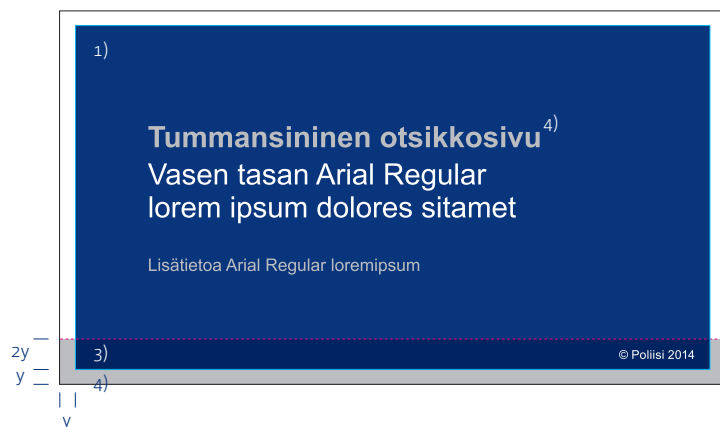 1)
Tummansininen otsikkosivu 4)
Vasen tasan Arial Regular
lorem ipsum dolores sitamet
Lisätietoa Arial Regular loremipsum
2y
3)
© Poliisi 2014
y
4)
v